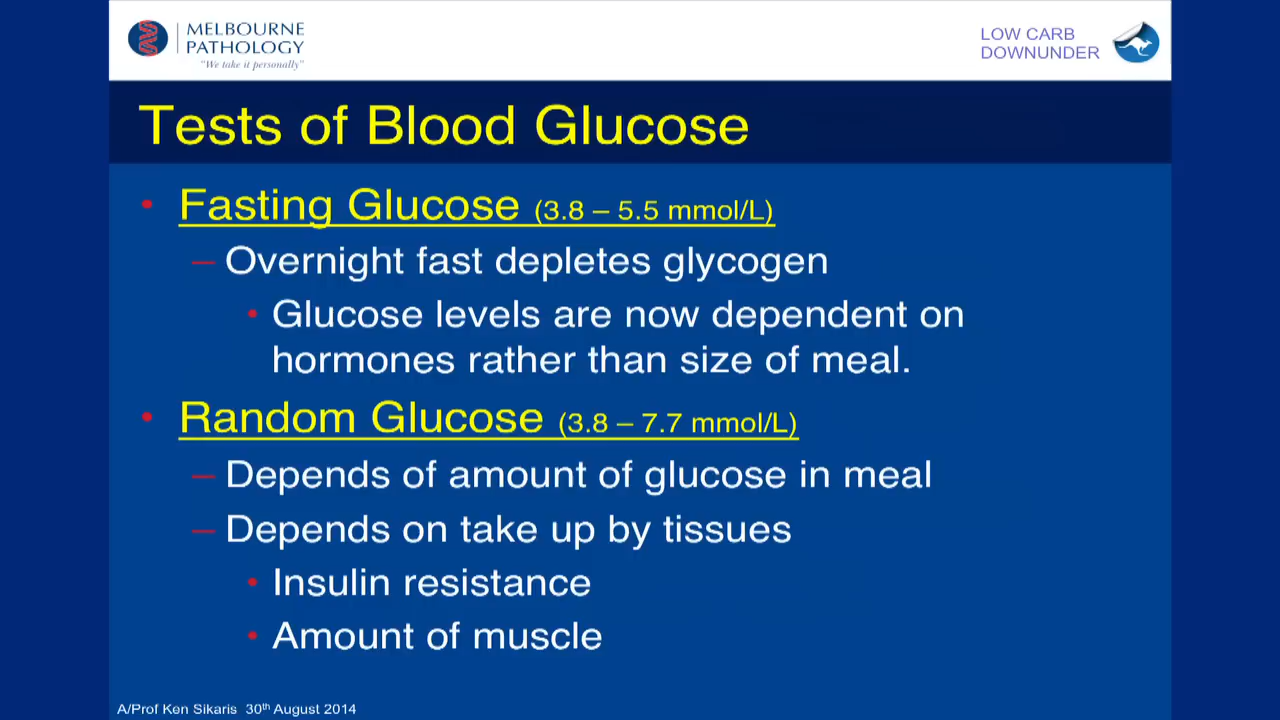 MELBOURNE
PATHOLOGY
"We take it personally"
LOW CARB
DOWNUNDER
Tests of Blood Glucose
• Fasting Glucose (3.8 – 5.5 mmol/L)
– Overnight fast depletes glycogen
• Glucose levels are now dependent on
hormones rather than size of meal.
• Random Glucose (3.8 – 7.7 mmol/L)
– Depends of amount of glucose in meal
– Depends on take up by tissues
• Insulin resistance
• Amount of muscle
A/Prof Ken Sikaris 30th August 2014